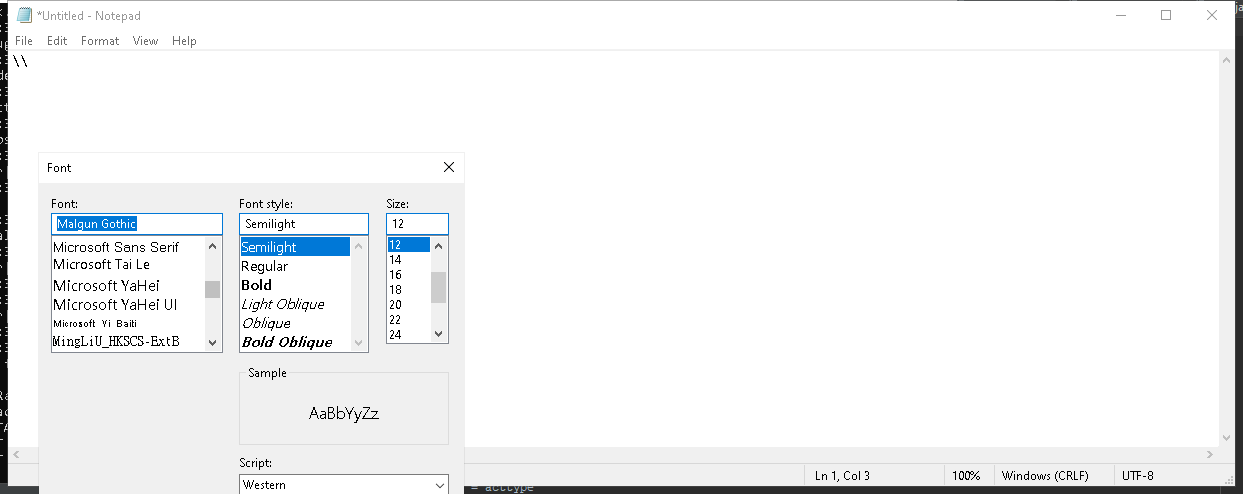 *Untitled - Notepad
File Edit Format View Help
\\
Font
Font: Font style: Size:
Malgun Gothic Semilight 12
Microsoft Sans Serif Semilight 12
Microsoft Tai Le Regular 14
Microsoft YaHei Bold 16
Microsoft YaHei UI Light Oblique 18
Microsoft Yi Baiti Oblique 20
MingLiU_HKSCS-ExtB Bold Oblique 22
24
Sample
AaBbYyZz
Script:
Western
Ln 1, Col 3 100% Windows (CRLF) UTF-8
= acctype